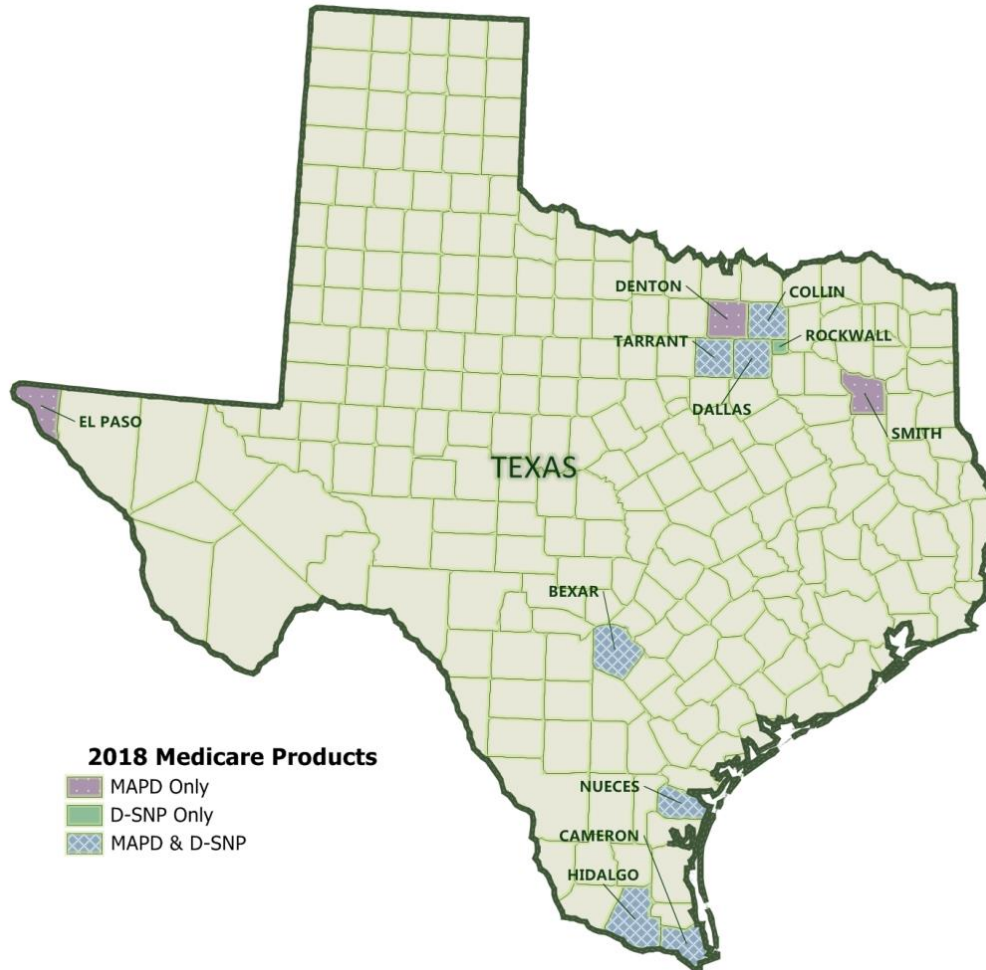 DENTON
COLLIN
TARRANT
ROCKWALL
DALLAS
EL PASO
SMITH
TEXAS
BEXAR
2018 Medicare Products
MAPD Only
D-SNP Only
MAPD & D-SNP
NUECES
CAMERON
HIDALGO